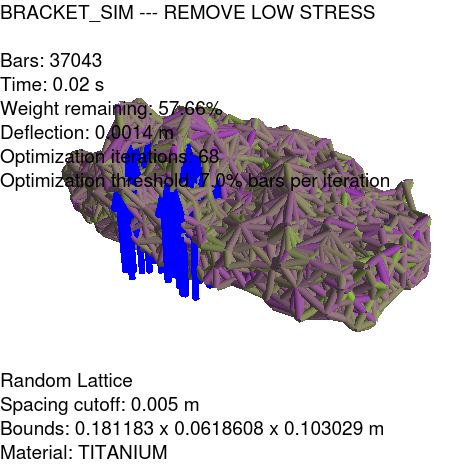 BRACKET_SIM --- REMOVE LOW STRESS
Bars: 37043
Time: 0.02 s
Weight remaining: 57.66%
Deflection: 0.0014 m
Optimization iterations: 68
Optimization threshold: 7.0% bars per iteration
Random Lattice
Spacing cutoff: 0.005 m
Bounds: 0.181183 x 0.0618608 x 0.103029 m
Material: TITANIUM